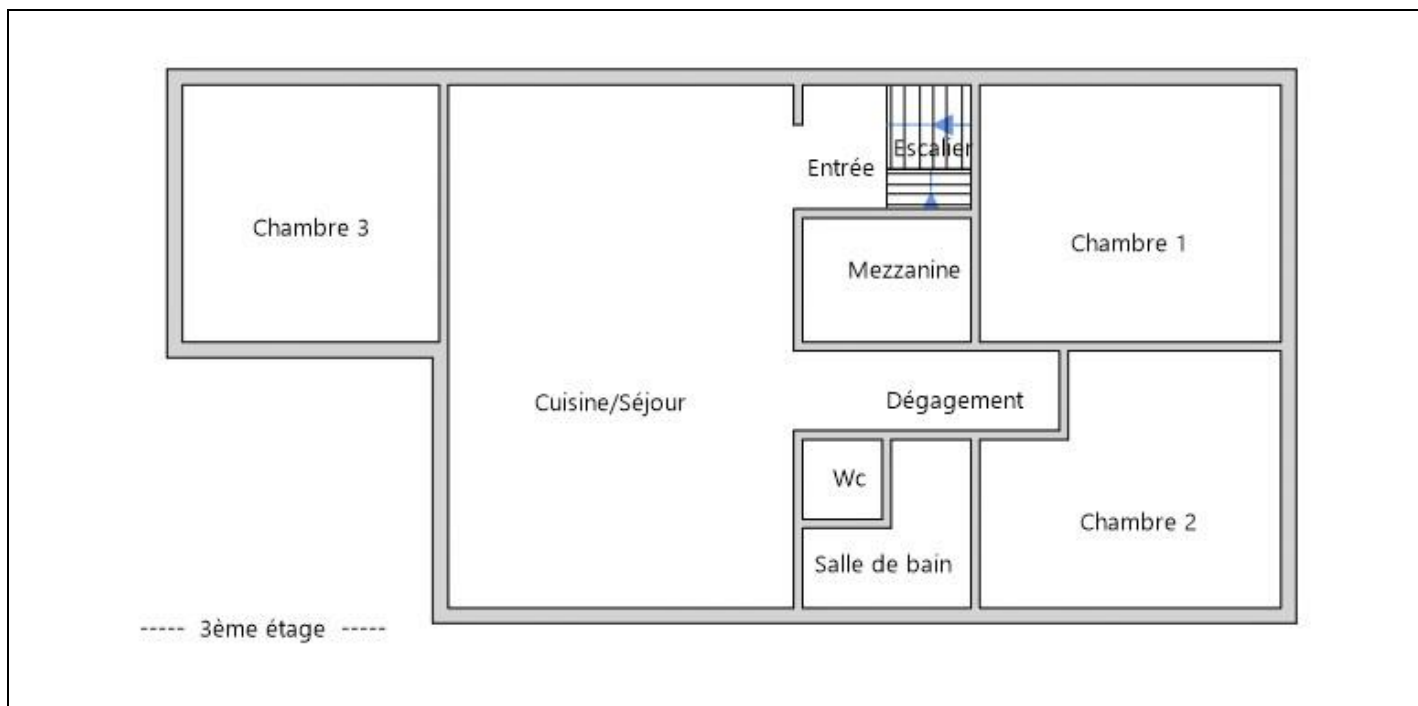 Escalier
Entrée
Chambre 3
Chambre 1
Mezzanine
Cuisine/Séjour
Dégagement
Wc
Chambre 2
Salle de bain
----- 3ème étage -----